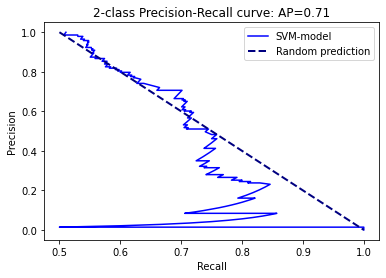 2-class Precision-Recall curve: AP=0.71
SVM-model
Random prediction
Precision
1.0
0.8
0.6
0.4
0.2
0.0
0.5 0.6 0.7 0.8 0.9 1.0
Recall